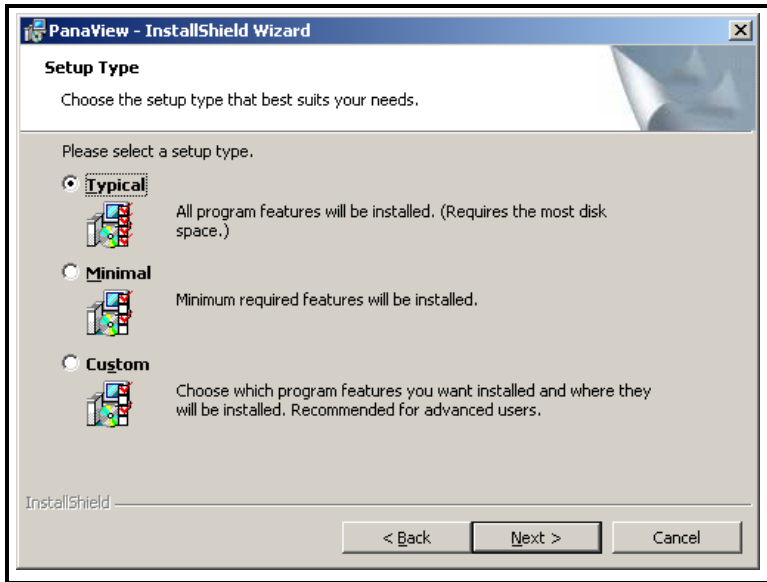 PanaView - InstallShield Wizard
Setup Type
Choose the setup type that best suits your needs.
Please select a setup type.
Typical
All program features will be installed. (Requires the most disk
space.)
Minimal
Minimum required features will be installed.
Custom
Choose which program features you want installed and where they
will be installed. Recommended for advanced users.
InstallShield
< Back Next > Cancel